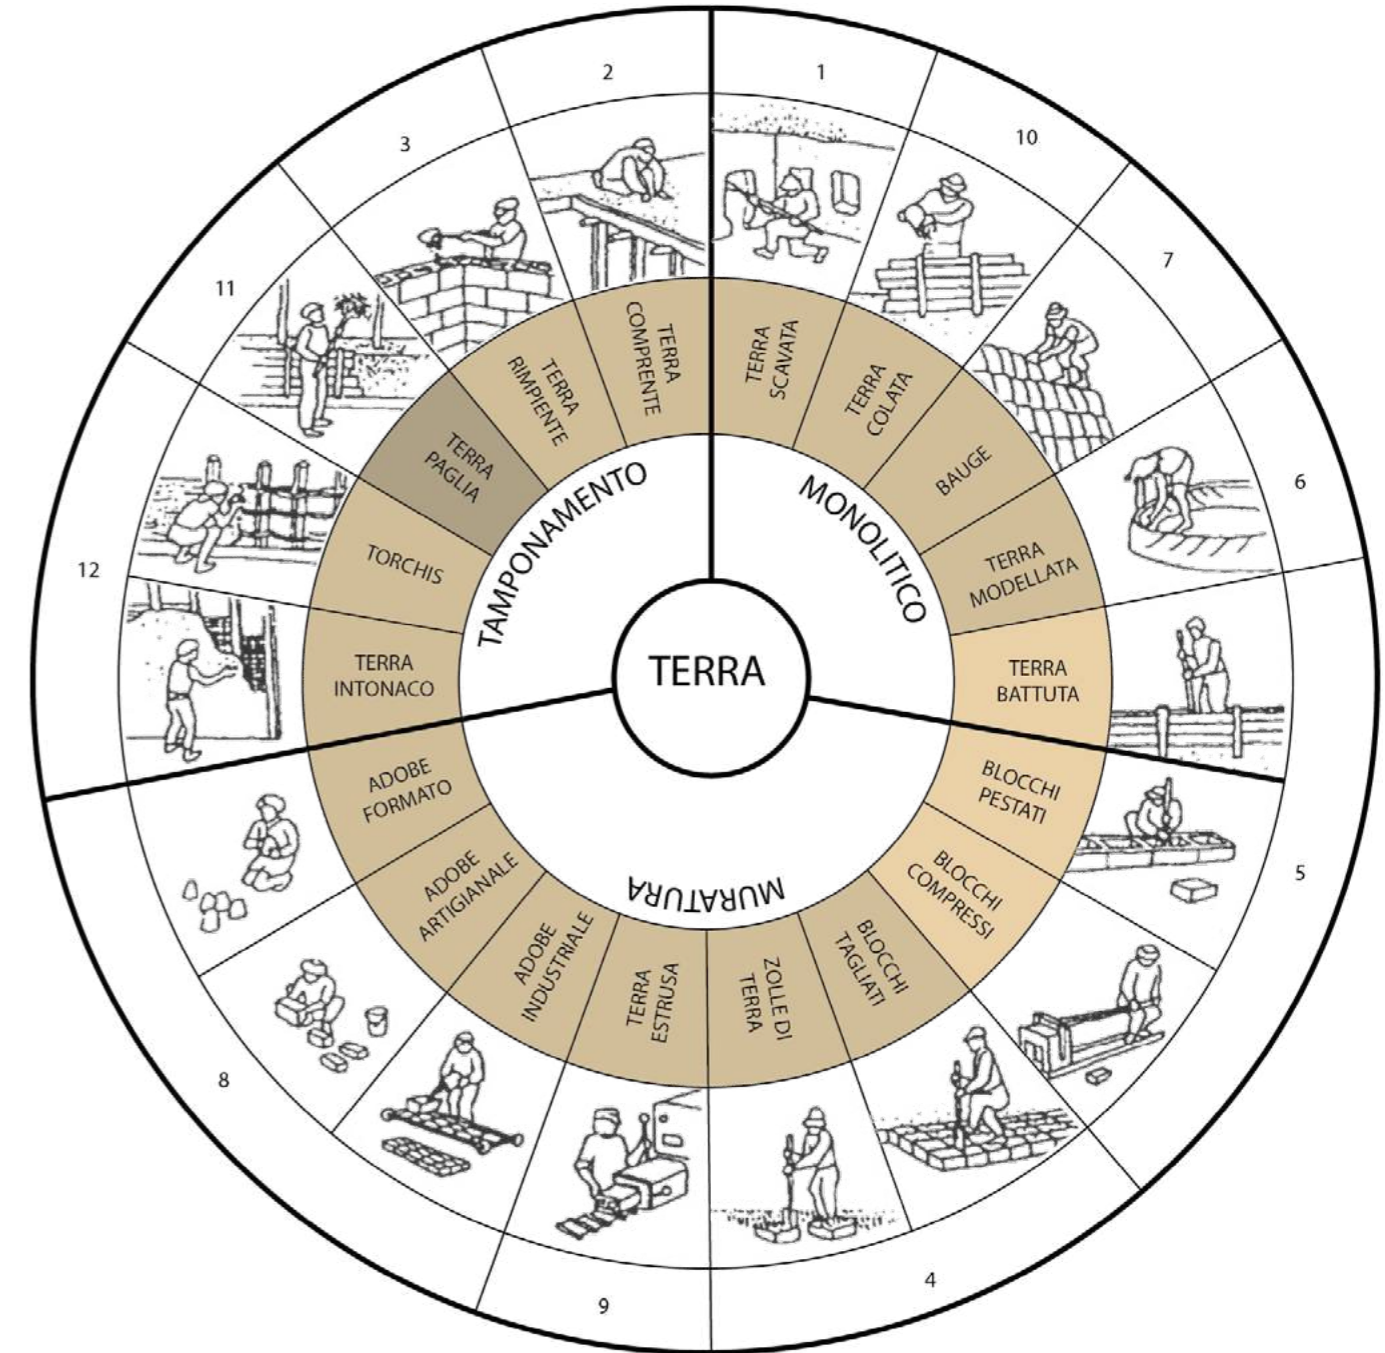 TERRA
MONOLITICO
TAMPONAMENTO
MURATURA
TERRA
SCAVATA
TERRA
COLATA
BAUGE
TERRA
MODELLATA
TERRA
BATTUTA
BLOCCHI
PESTATI
BLOCCHI
COMPRESSI
BLOCCHI
TAGLIATI
ZOLLE DI
TERRA
TERRA
ESTRUSA
ADOBE
INDUSTRIALE
ADOBE
ARTIGIANALE
ADOBE
FORMATO
TERRA
INTONACO
TORCHIS
TERRA
PAGLIA
TERRA
RIMPIENTE
TERRA
COMPRENTE
1
10
7
6
5
4
9
8
12
11
3
2